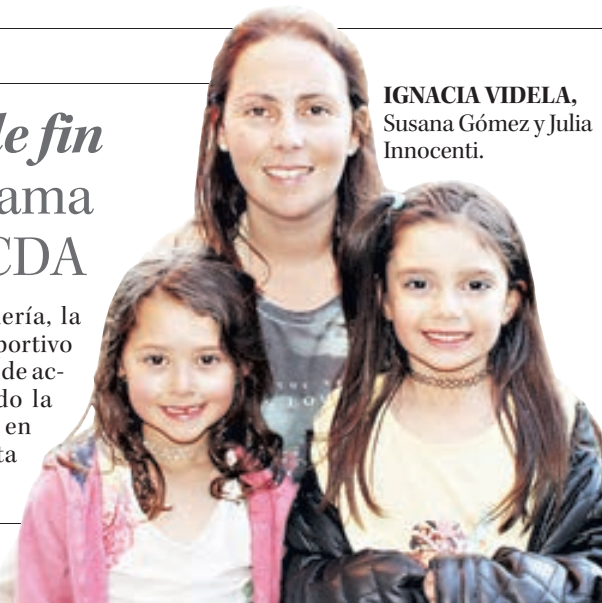 le fin
ama
CDA
ería, la
portivo
de ac-
do la
en
ta
IGNACIA VIDELA,
Susana Gómez y Julia
Innocenti.